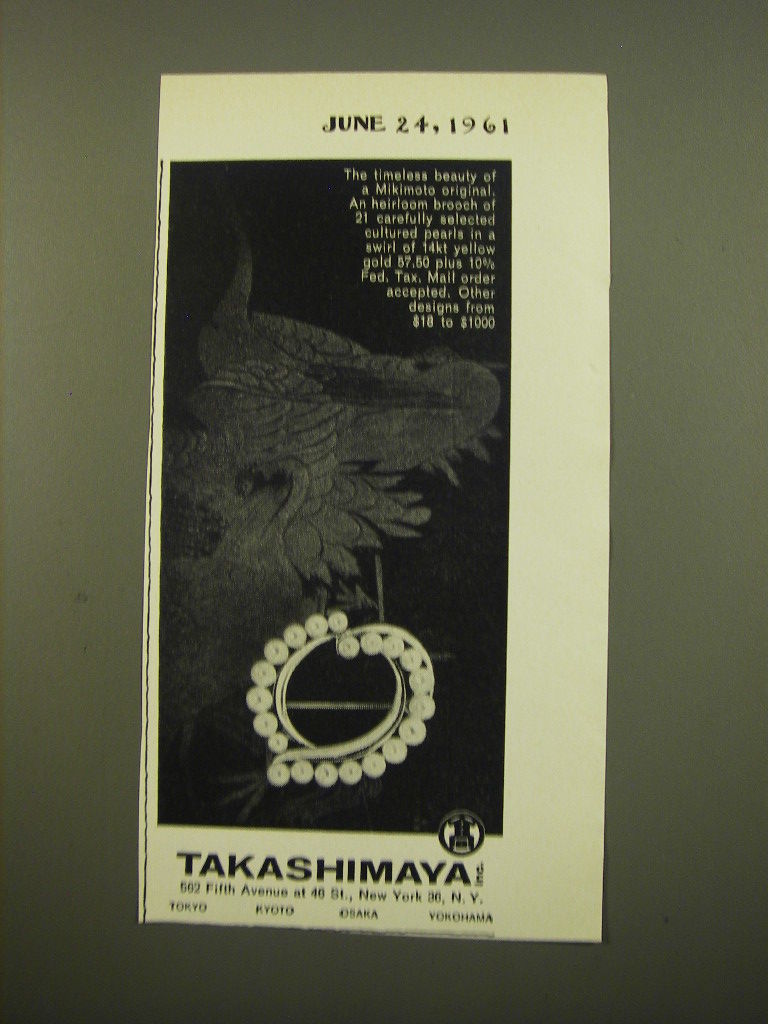 JUNE 24, 1961
The timeless beauty of
a Mikimoto original.
An heirloom brooch of
21 carefully selected
cultured pearls in a
swirl of 14kt yellow
gold 57.50 plus 10%
Fed. Tax. Mail order
accepted. Other
designs from
$18 to $1000
TAKASHIMAYA Inc.
562 Fifth Avenue at 46 St., New York 36, N. Y.
TOKYO KYOTO OSAKA YOKOHAMA